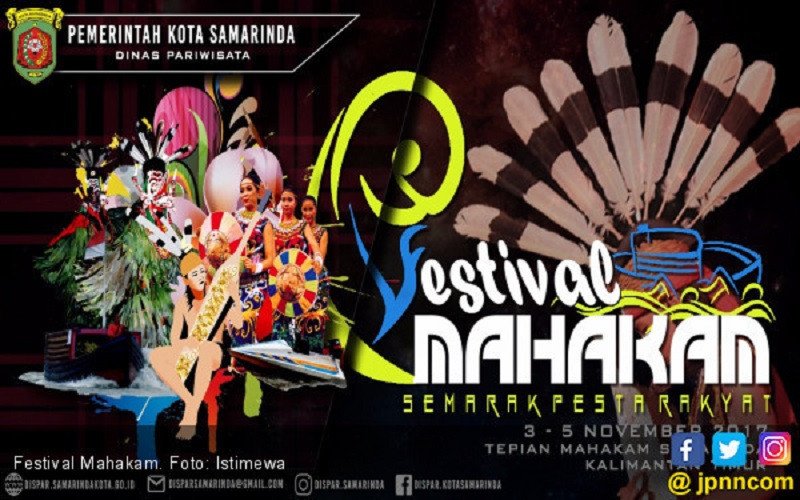 PEMERINTAH KOTA SAMARINDA
DINAS PARIWISATA
Festival
MAHAKAM
SEMARAK PESTA RAKYAT
3 - 5 NOVEMBER 2017
TEPIAN MAHAKAM
KALIMANTAN
Festival Mahakam. Foto: Istimewa
DISPAR.SAMARINDAKOTA.GO.ID
DISPARSAMARINDA@GMAIL.COM
DISPAR.SAMARINDA
DISPAR.KOTASAMARINDA
@ jpnncom